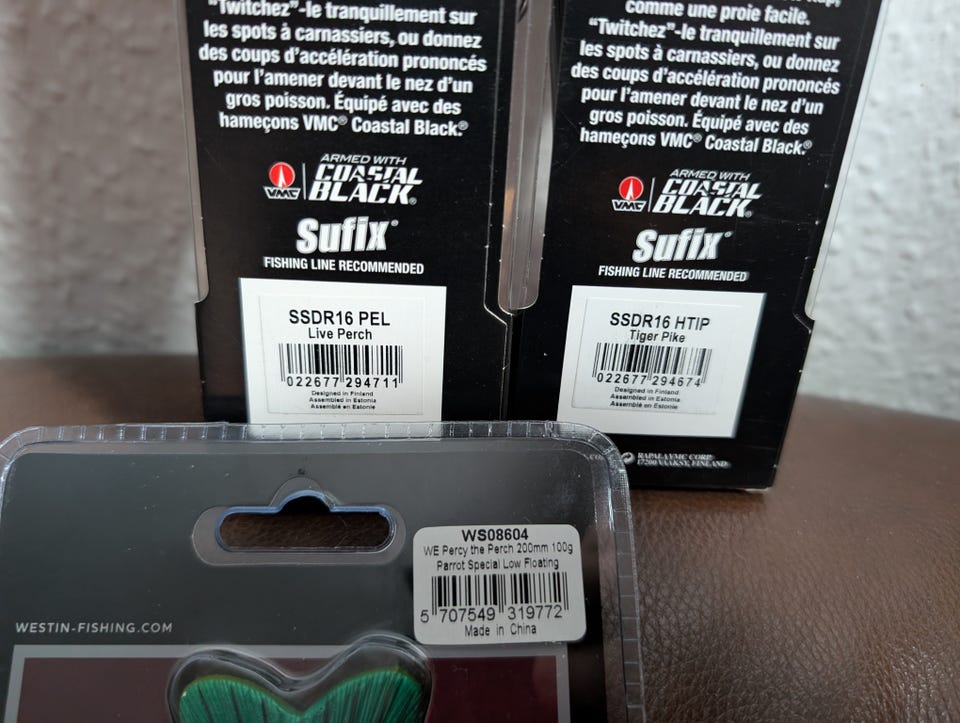 "Twitchez"-le tranquillement sur
les spots à carnassiers, ou donnez
des coups d'accélération prononcés
pour l'amener devant le nez d'un
gros poisson. Équipé avec des
hameçons VMC® Coastal Black.®
VMC
ARMED WITH
COASTAL
BLACK®
Sufix®
FISHING LINE RECOMMENDED
SSDR16 PEL
Live Perch
022677 294711
Designed in Finland
Assembled in Estonia
Assemblé en Estonie
comme une proie facile.
"Twitchez"-le tranquillement sur
les spots à carnassiers, ou donnez
des coups d'accélération prononcés
pour l'amener devant le nez d'un
gros poisson. Équipé avec des
hameçons VMC® Coastal Black.®
VMC
ARMED WITH
COASTAL
BLACK®
Sufix®
FISHING LINE RECOMMENDED
SSDR16 HTIP
Tiger Pike
022677 294674
Designed in Finland
Assembled in Estonia
Assemblé en Estonie
RAPALA VMC CORP.
17200 VAAKSY, FINLAND
WS08604
WE Percy the Perch 200mm 100g
Parrot Special Low Floating
5 707549 319772
Made in China
WESTIN-FISHING.COM